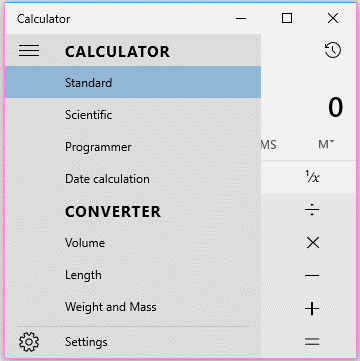 Calculator
CALCULATOR
Standard
0
Scientific
Programmer
MS M
Date calculation
¹/x
CONVERTER
÷
Volume
×
Length
—
Weight and Mass
+
Settings
=